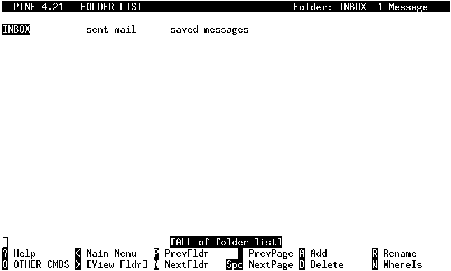 PINE 4.21 FOLDER LIST Folder: INBOX 1 Message
INBOX sent mail saved messages
[All of folder list]
? Help < Main Menu P PrevFldr - PrevPage A Add R Rename
O OTHER CMDS > [View Fldr] N NextFldr Spc NextPage D Delete W WhereIs